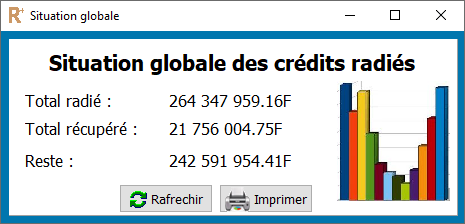 R+ Situation globale
Situation globale des crédits radiés
Total radié : 264 347 959.16F
Total récupéré : 21 756 004.75F
Reste : 242 591 954.41F
Rafrechir Imprimer